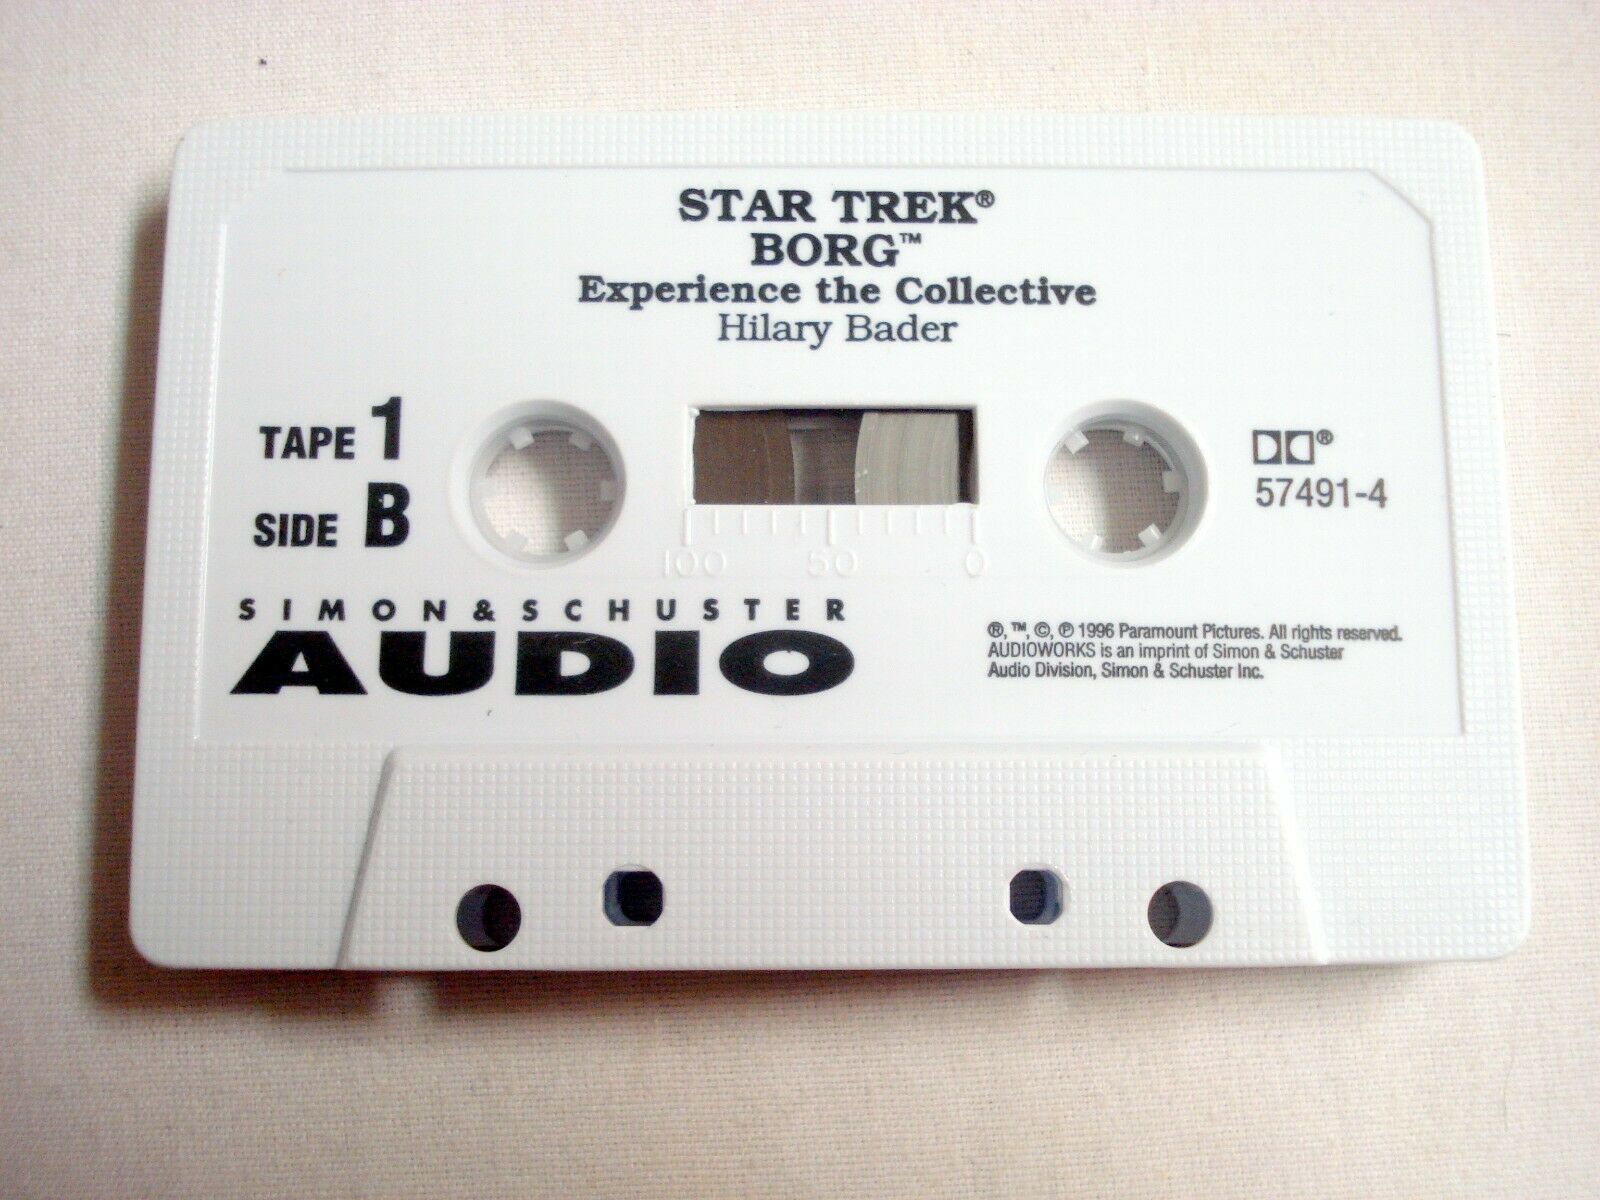 STAR TREK®
BORG™
Experience the Collective
Hilary Bader
TAPE 1
SIDE B
100 50 0
®
57491-4
SIMON & SCHUSTER
AUDIO
®, ™, ©, ℗ 1996 Paramount Pictures. All rights reserved.
AUDIOWORKS is an imprint of Simon & Schuster
Audio Division, Simon & Schuster Inc.